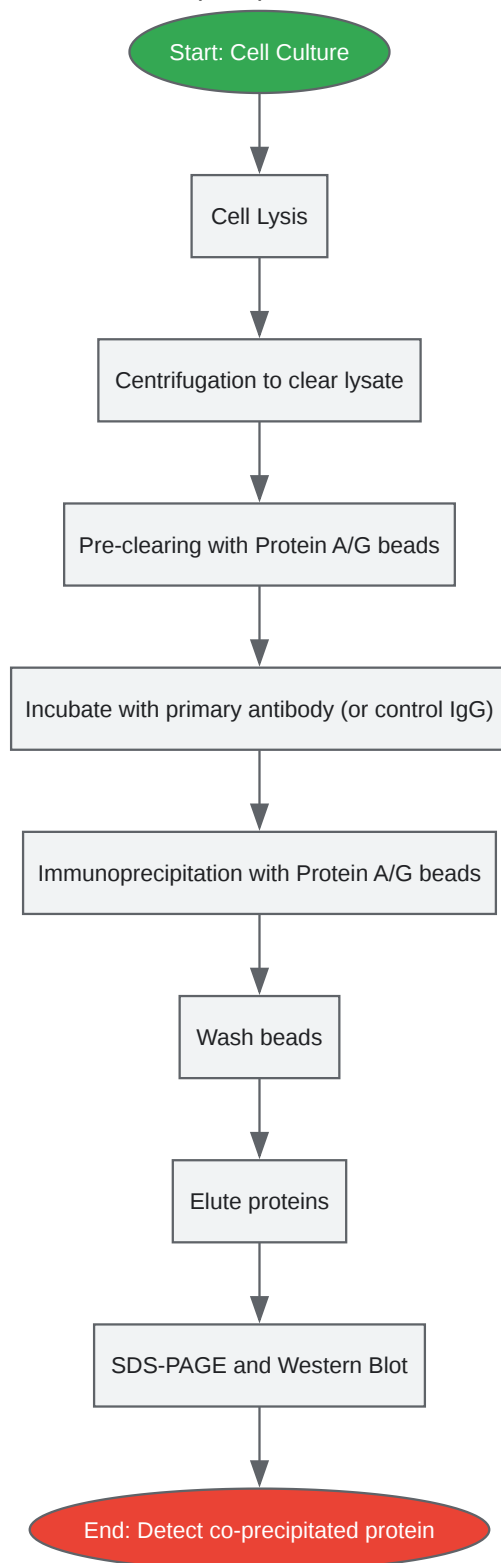 Start: Cell Culture
Cell Lysis
Centrifugation to clear lysate
Pre-clearing with Protein A/G beads
Incubate with primary antibody (or control IgG)
Immunoprecipitation with Protein A/G beads
Wash beads
Elute proteins
SDS-PAGE and Western Blot
End: Detect co-precipitated protein